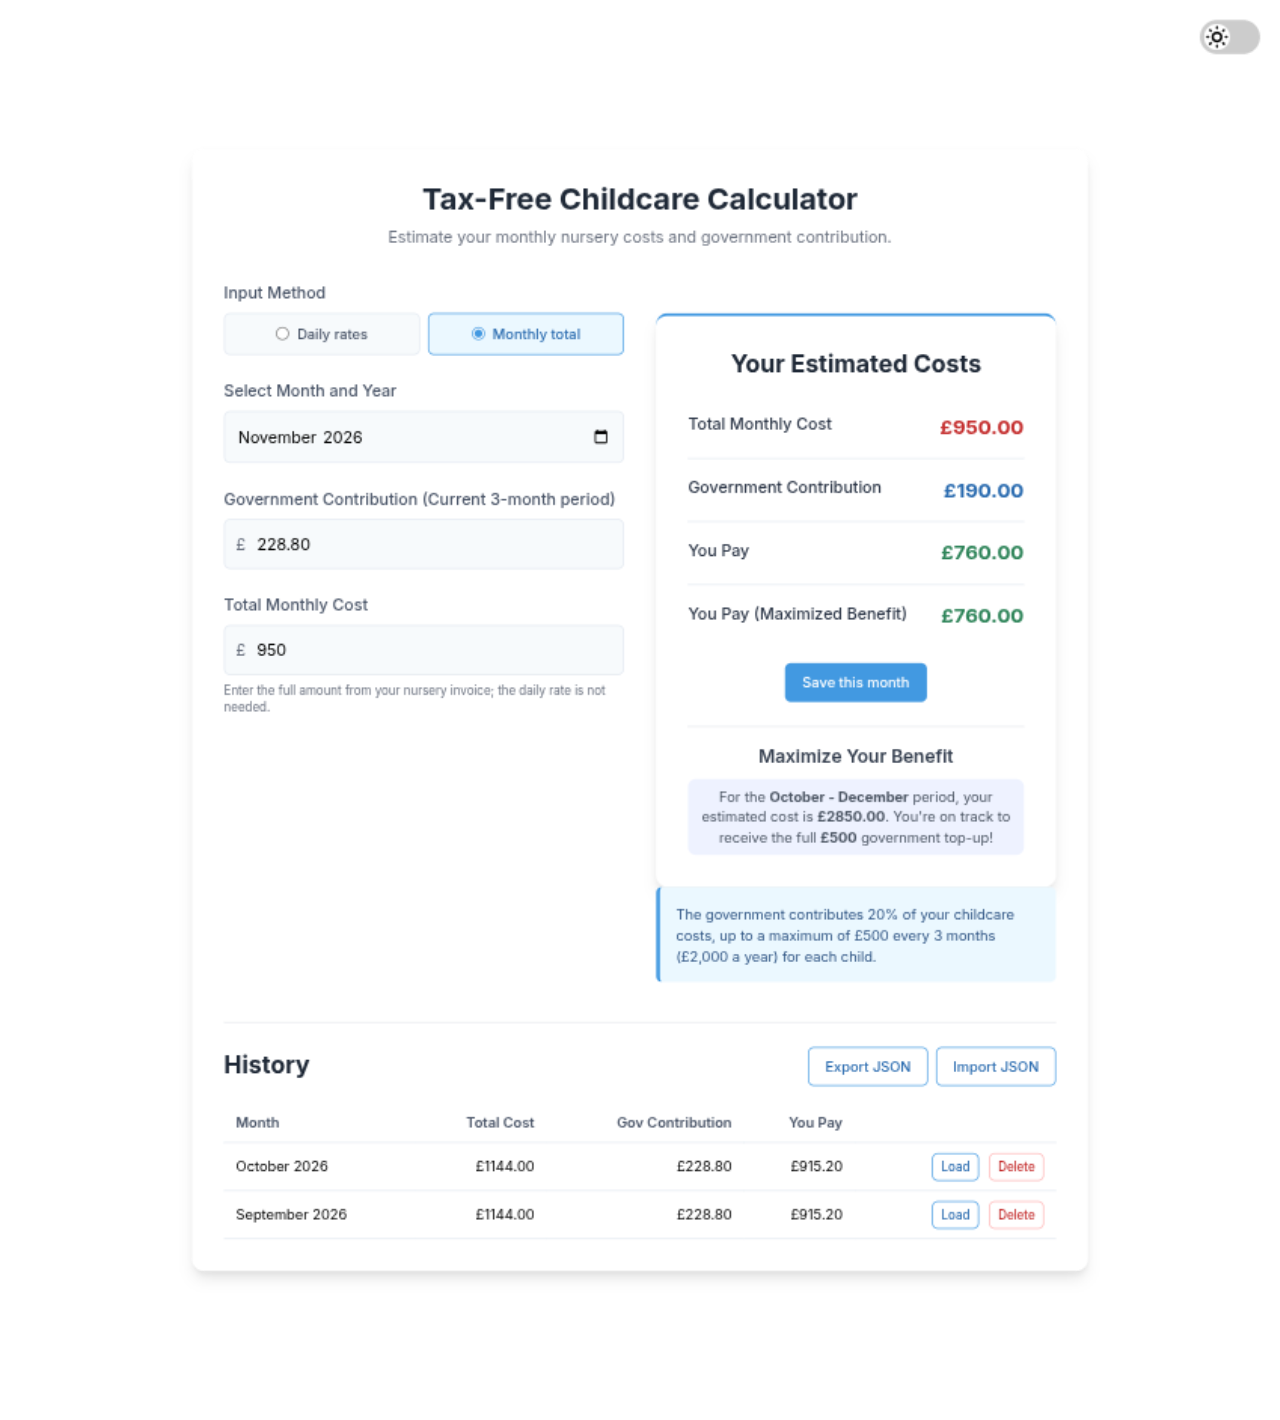 Tax-Free Childcare Calculator
Estimate your monthly nursery costs and government contribution.
Input Method
Daily rates
Monthly total
Select Month and Year
November 2026
Government Contribution (Current 3-month period)
£ 228.80
Total Monthly Cost
£ 950
Enter the full amount from your nursery invoice; the daily rate is not
needed.
Your Estimated Costs
Total Monthly Cost £950.00
Government Contribution £190.00
You Pay £760.00
You Pay (Maximized Benefit) £760.00
Save this month
Maximize Your Benefit
For the October - December period, your
estimated cost is £2850.00. You're on track to
receive the full £500 government top-up!
The government contributes 20% of your childcare
costs, up to a maximum of £500 every 3 months
(£2,000 a year) for each child.
History
Export JSON
Import JSON
Month Total Cost Gov Contribution You Pay
October 2026 £1144.00 £228.80 £915.20 Load Delete
September 2026 £1144.00 £228.80 £915.20 Load Delete